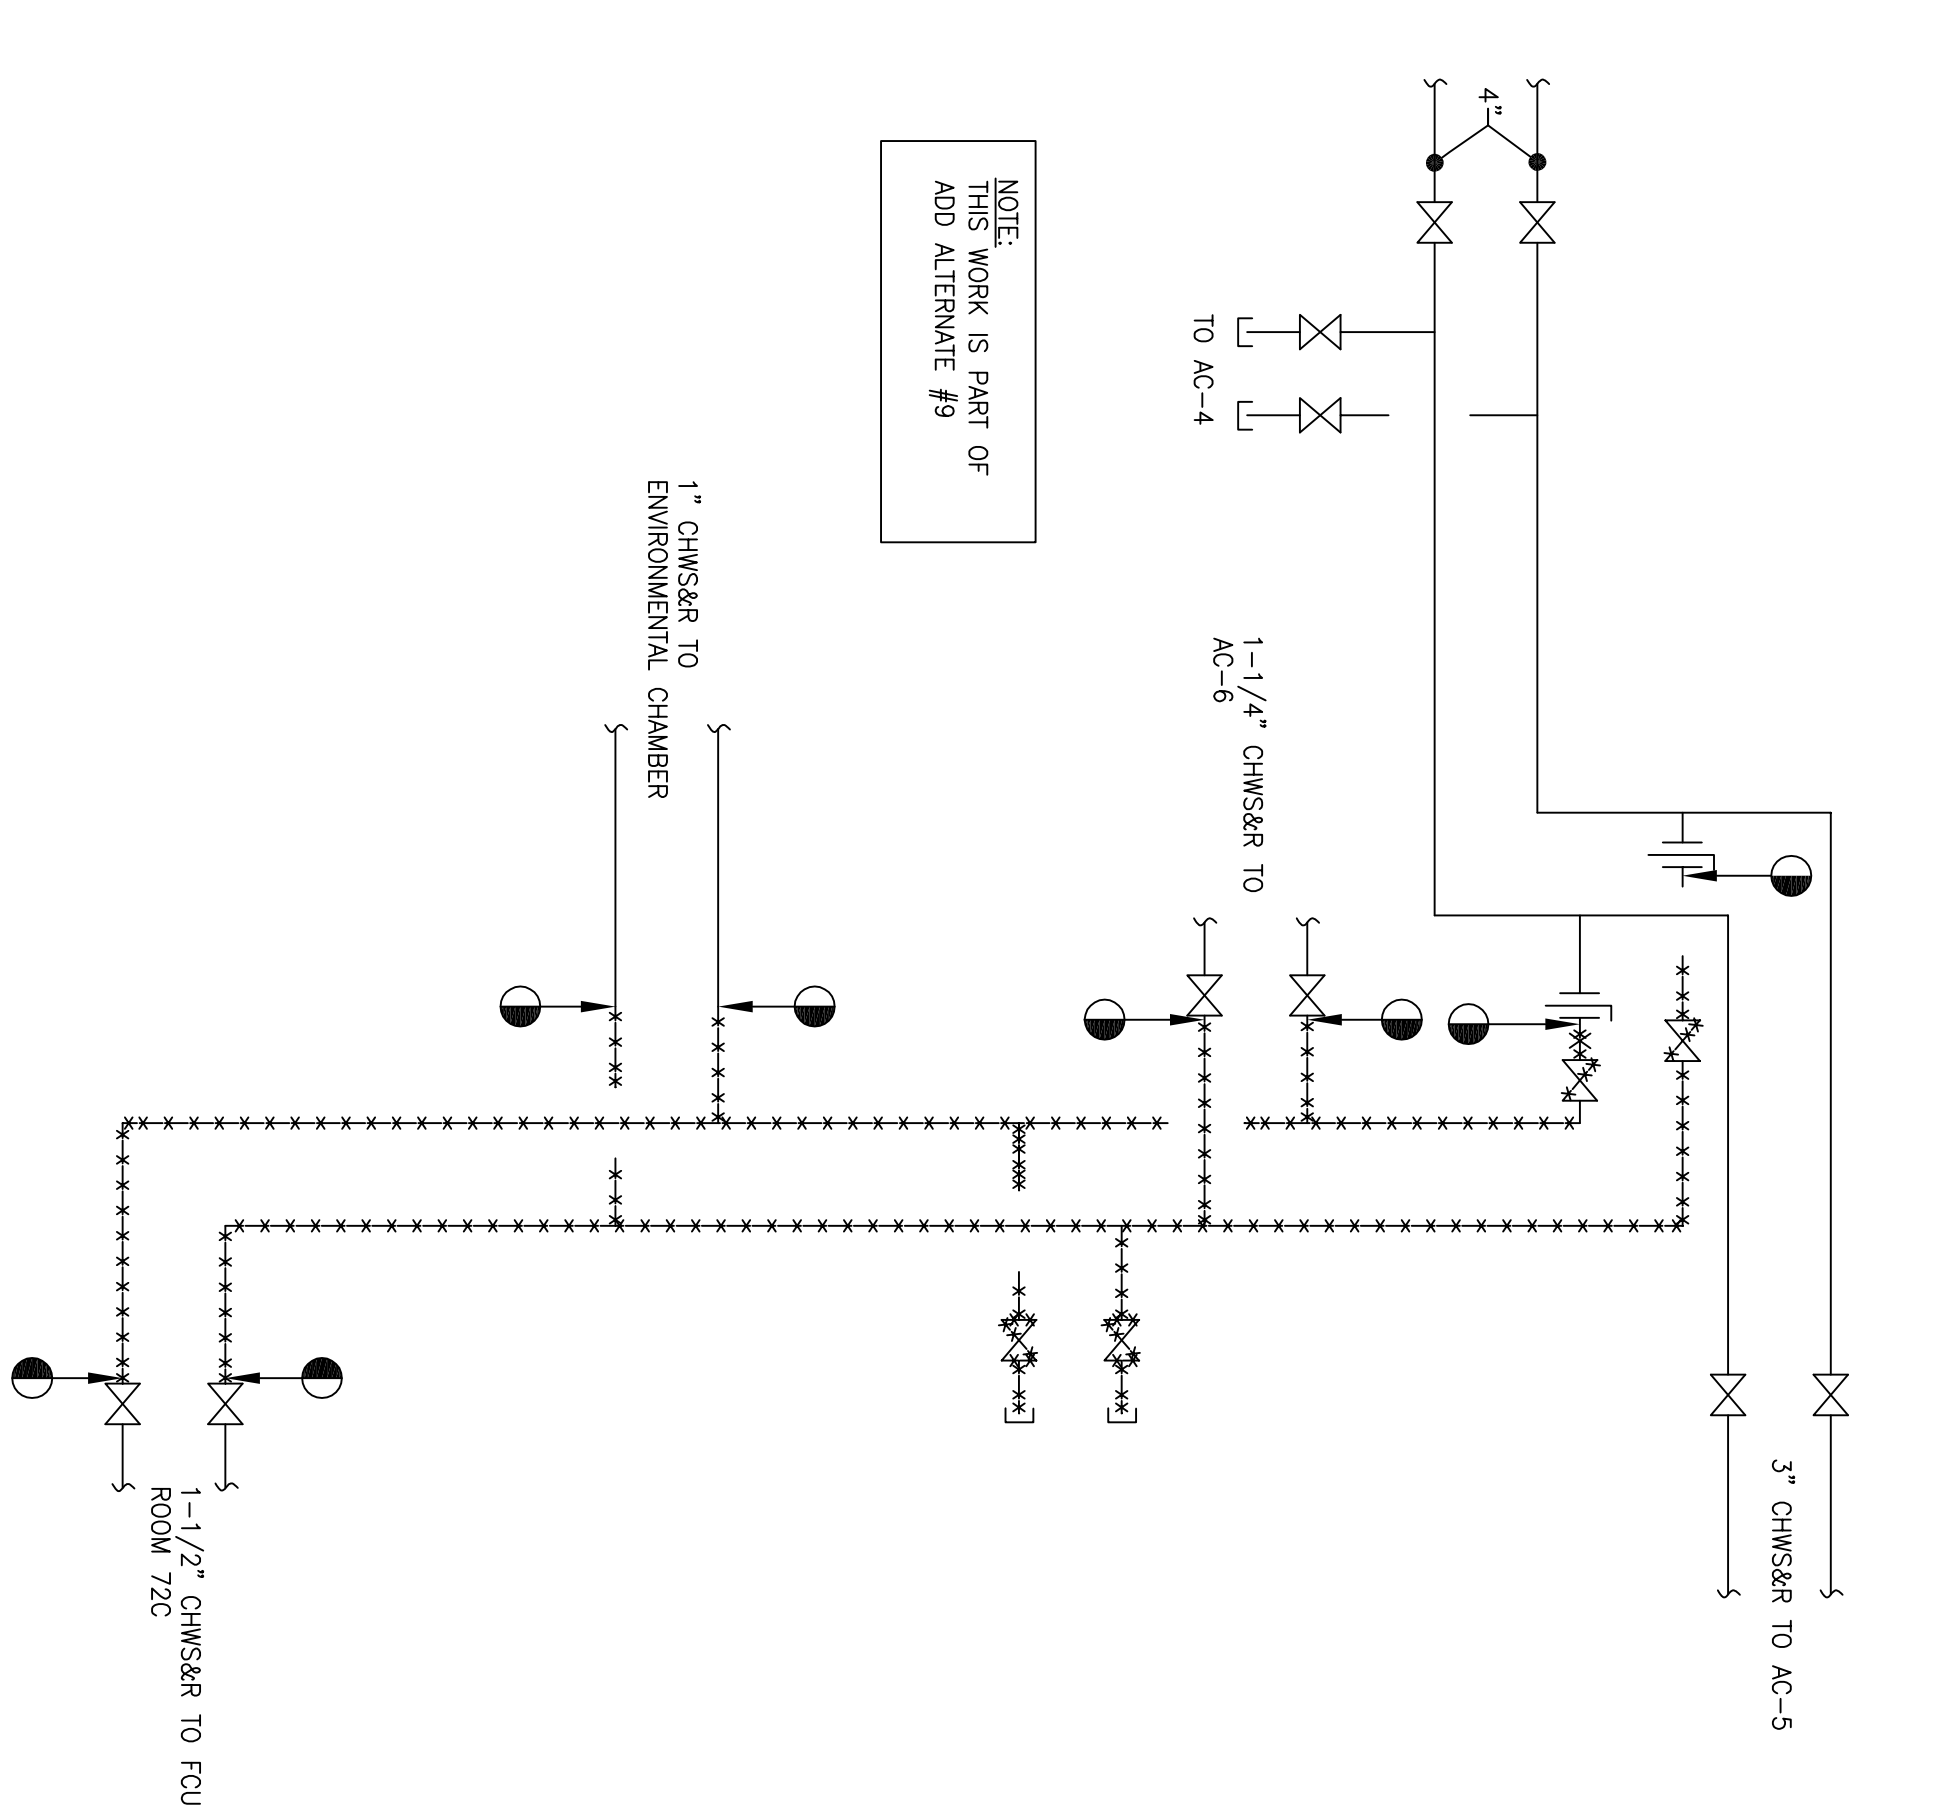 4"
3" CHWS&R TO AC-5
TO AC-4
1-1/4" CHWS&R TO
AC-6
NOTE:
THIS WORK IS PART OF
ADD ALTERNATE #9
1" CHWS&R TO
ENVIRONMENTAL CHAMBER
1-1/2" CHWS&R TO FCU
ROOM 72C